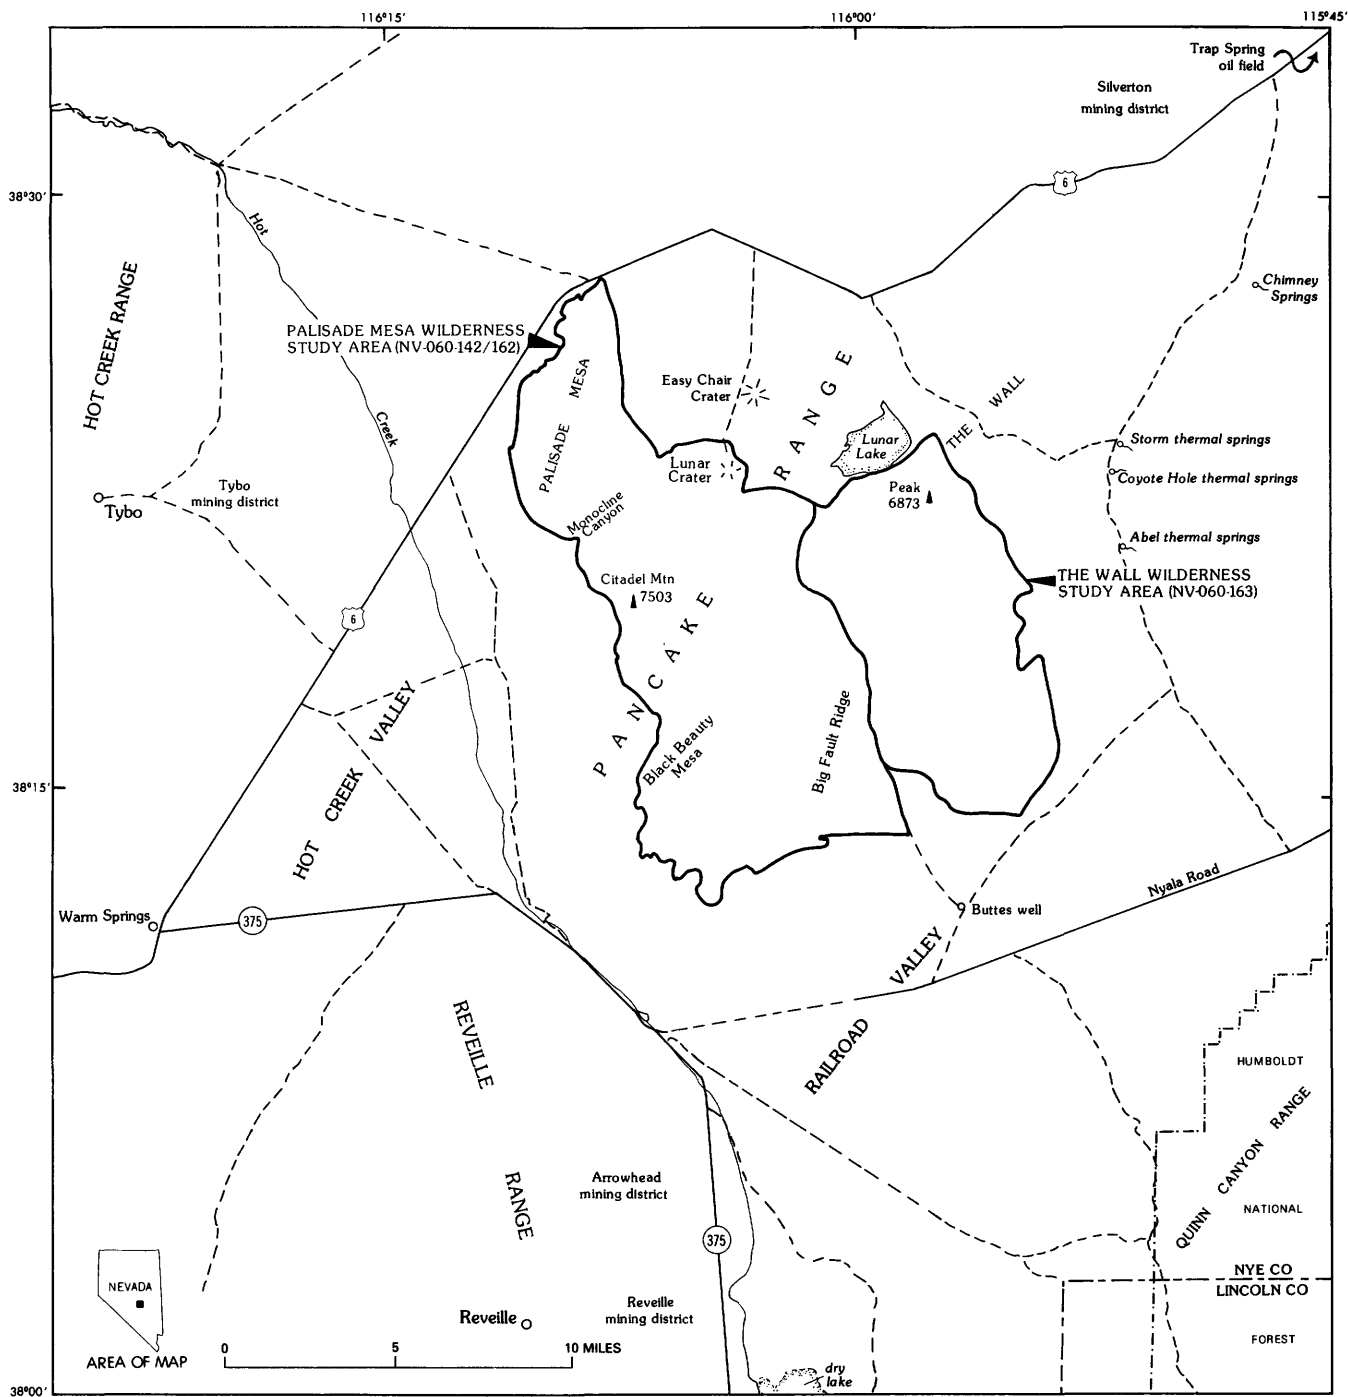 116°15'
116°00'
115°45'
Trap Spring
oil field
Silverton
mining district
38°30'
6
Hot
Chimney
Springs
HOT CREEK RANGE
PALISADE MESA WILDERNESS
STUDY AREA (NV-060-142/162)
PALISADE MESA
Easy Chair
Crater
RANGE
THE WALL
Creek
Lunar
Lake
Storm thermal springs
Lunar
Crater
Coyote Hole thermal springs
Peak
6873
Tybo
mining district
Tybo
Monocline
Canyon
Abel thermal springs
Citadel Mtn
7503
THE WALL WILDERNESS
STUDY AREA (NV-060-163)
6
PANCAKE
HOT CREEK VALLEY
Black Beauty
Mesa
Big Fault Ridge
38°15'
Nyala Road
Warm Springs
375
Buttes well
RAILROAD VALLEY
REVEILLE RANGE
HUMBOLDT
QUINN CANYON RANGE
Arrowhead
mining district
NATIONAL
375
NYE CO
LINCOLN CO
NEVADA
Reveille
Reveille
mining district
FOREST
AREA OF MAP
0 5 10 MILES
dry
lake
38°00'